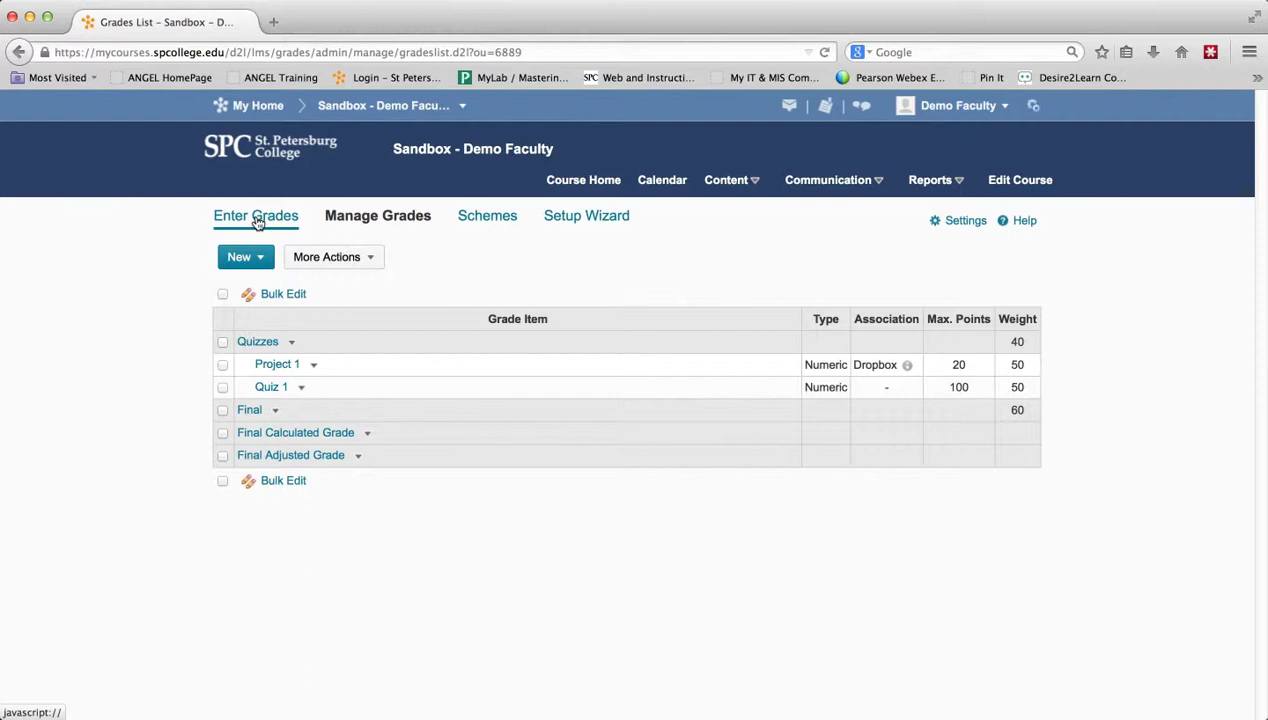 Grades List – Sandbox – D...
https://mycourses.spcollege.edu/d2l/lms/grades/admin/manage/gradeslist.d2l?ou=6889
Google
Most Visited
ANGEL HomePage
ANGEL Training
Login – St Peters...
MyLab / Masterin...
SPC Web and Instructi...
My IT & MIS Com...
Pearson Webex E...
Pin It
Desire2Learn Co...
My Home
Sandbox - Demo Facu...
Demo Faculty
SPC St. Petersburg College
Sandbox - Demo Faculty
Course Home
Calendar
Content
Communication
Reports
Edit Course
Enter Grades
Manage Grades
Schemes
Setup Wizard
Settings
Help
New
More Actions
Bulk Edit
Grade Item Type Association Max. Points Weight
Quizzes 40
Project 1 Numeric Dropbox 20 50
Quiz 1 Numeric - 100 50
Final 60
Final Calculated Grade
Final Adjusted Grade
Bulk Edit
javascript://